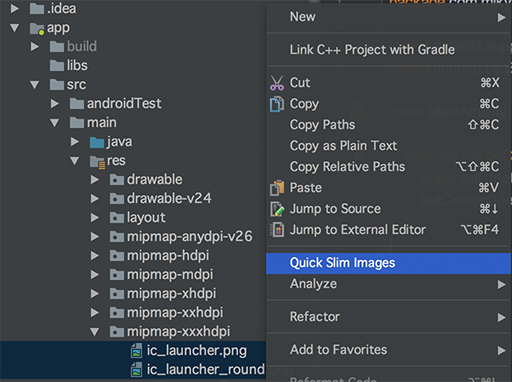 .idea
app
build
libs
src
androidTest
main
java
res
drawable
drawable-v24
layout
mipmap-anydpi-v26
mipmap-hdpi
mipmap-mdpi
mipmap-xhdpi
mipmap-xxhdpi
mipmap-xxxhdpi
ic_launcher.png
ic_launcher_round
New
Link C++ Project with Gradle
Cut ⌘X
Copy ⌘C
Copy Paths ⇧⌘C
Copy as Plain Text
Copy Relative Paths ⌥⇧⌘C
Paste ⌘V
Jump to Source ⌘↓
Jump to External Editor ⌥⌘F4
Quick Slim Images
Analyze
Refactor
Add to Favorites
Reformat Code